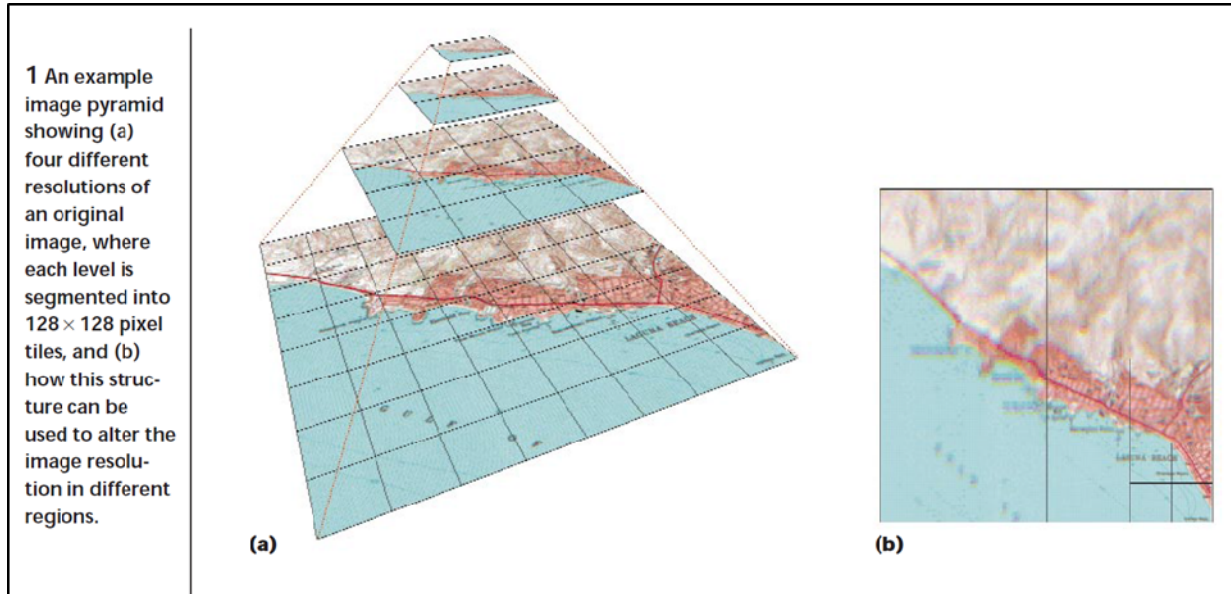 1 An example
image pyramid
showing (a)
four different
resolutions of
an original
image, where
each level is
segmented into
128 × 128 pixel
tiles, and (b)
how this struc-
ture can be
used to alter the
image resolu-
tion in different
regions.
LAGUNA BEACH
G U L
(a)
LAGUNA BEACH
(b)